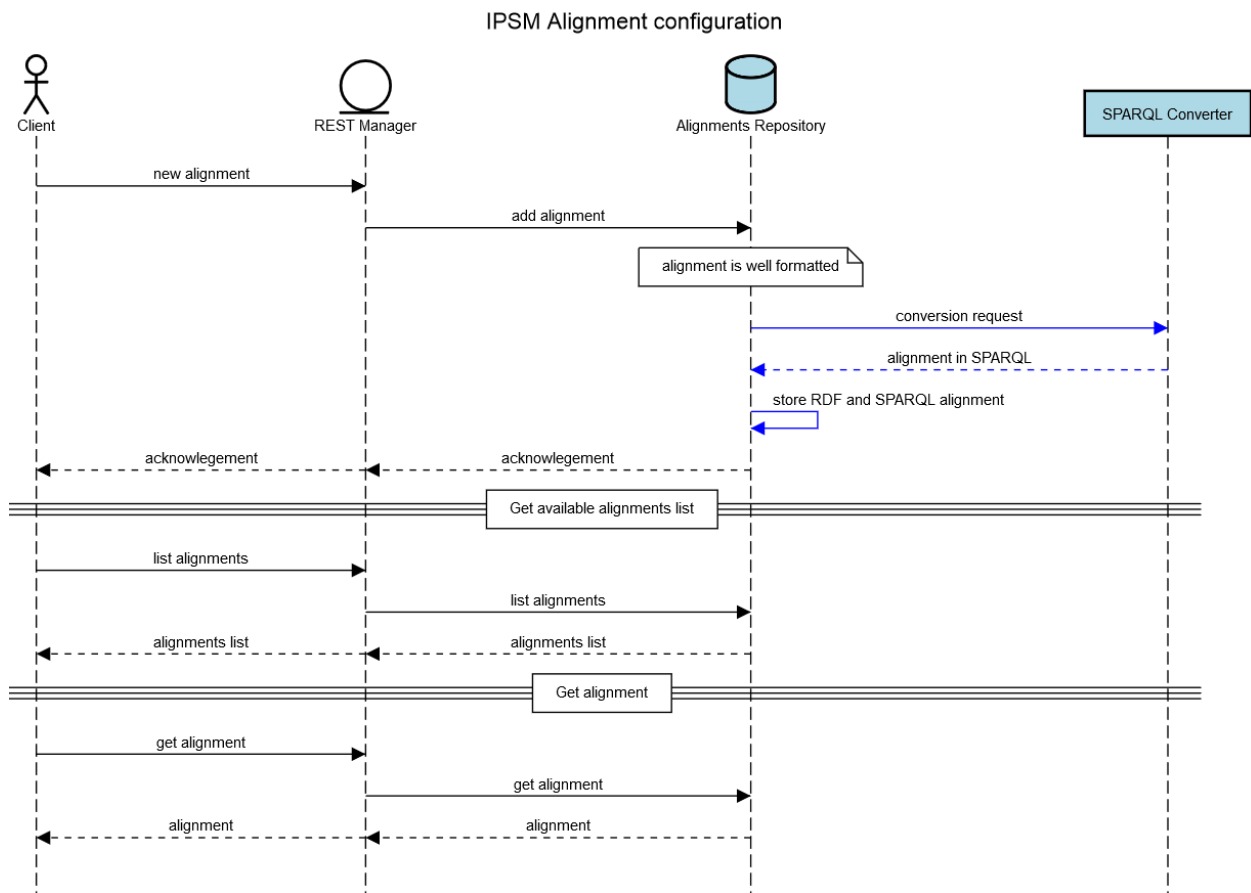 IPSM Alignment configuration
Client
REST Manager
Alignments Repository
SPARQL Converter
new alignment
add alignment
alignment is well formatted
conversion request
alignment in SPARQL
store RDF and SPARQL alignment
acknowlegement
acknowlegement
Get available alignments list
list alignments
list alignments
alignments list
alignments list
Get alignment
get alignment
get alignment
alignment
alignment